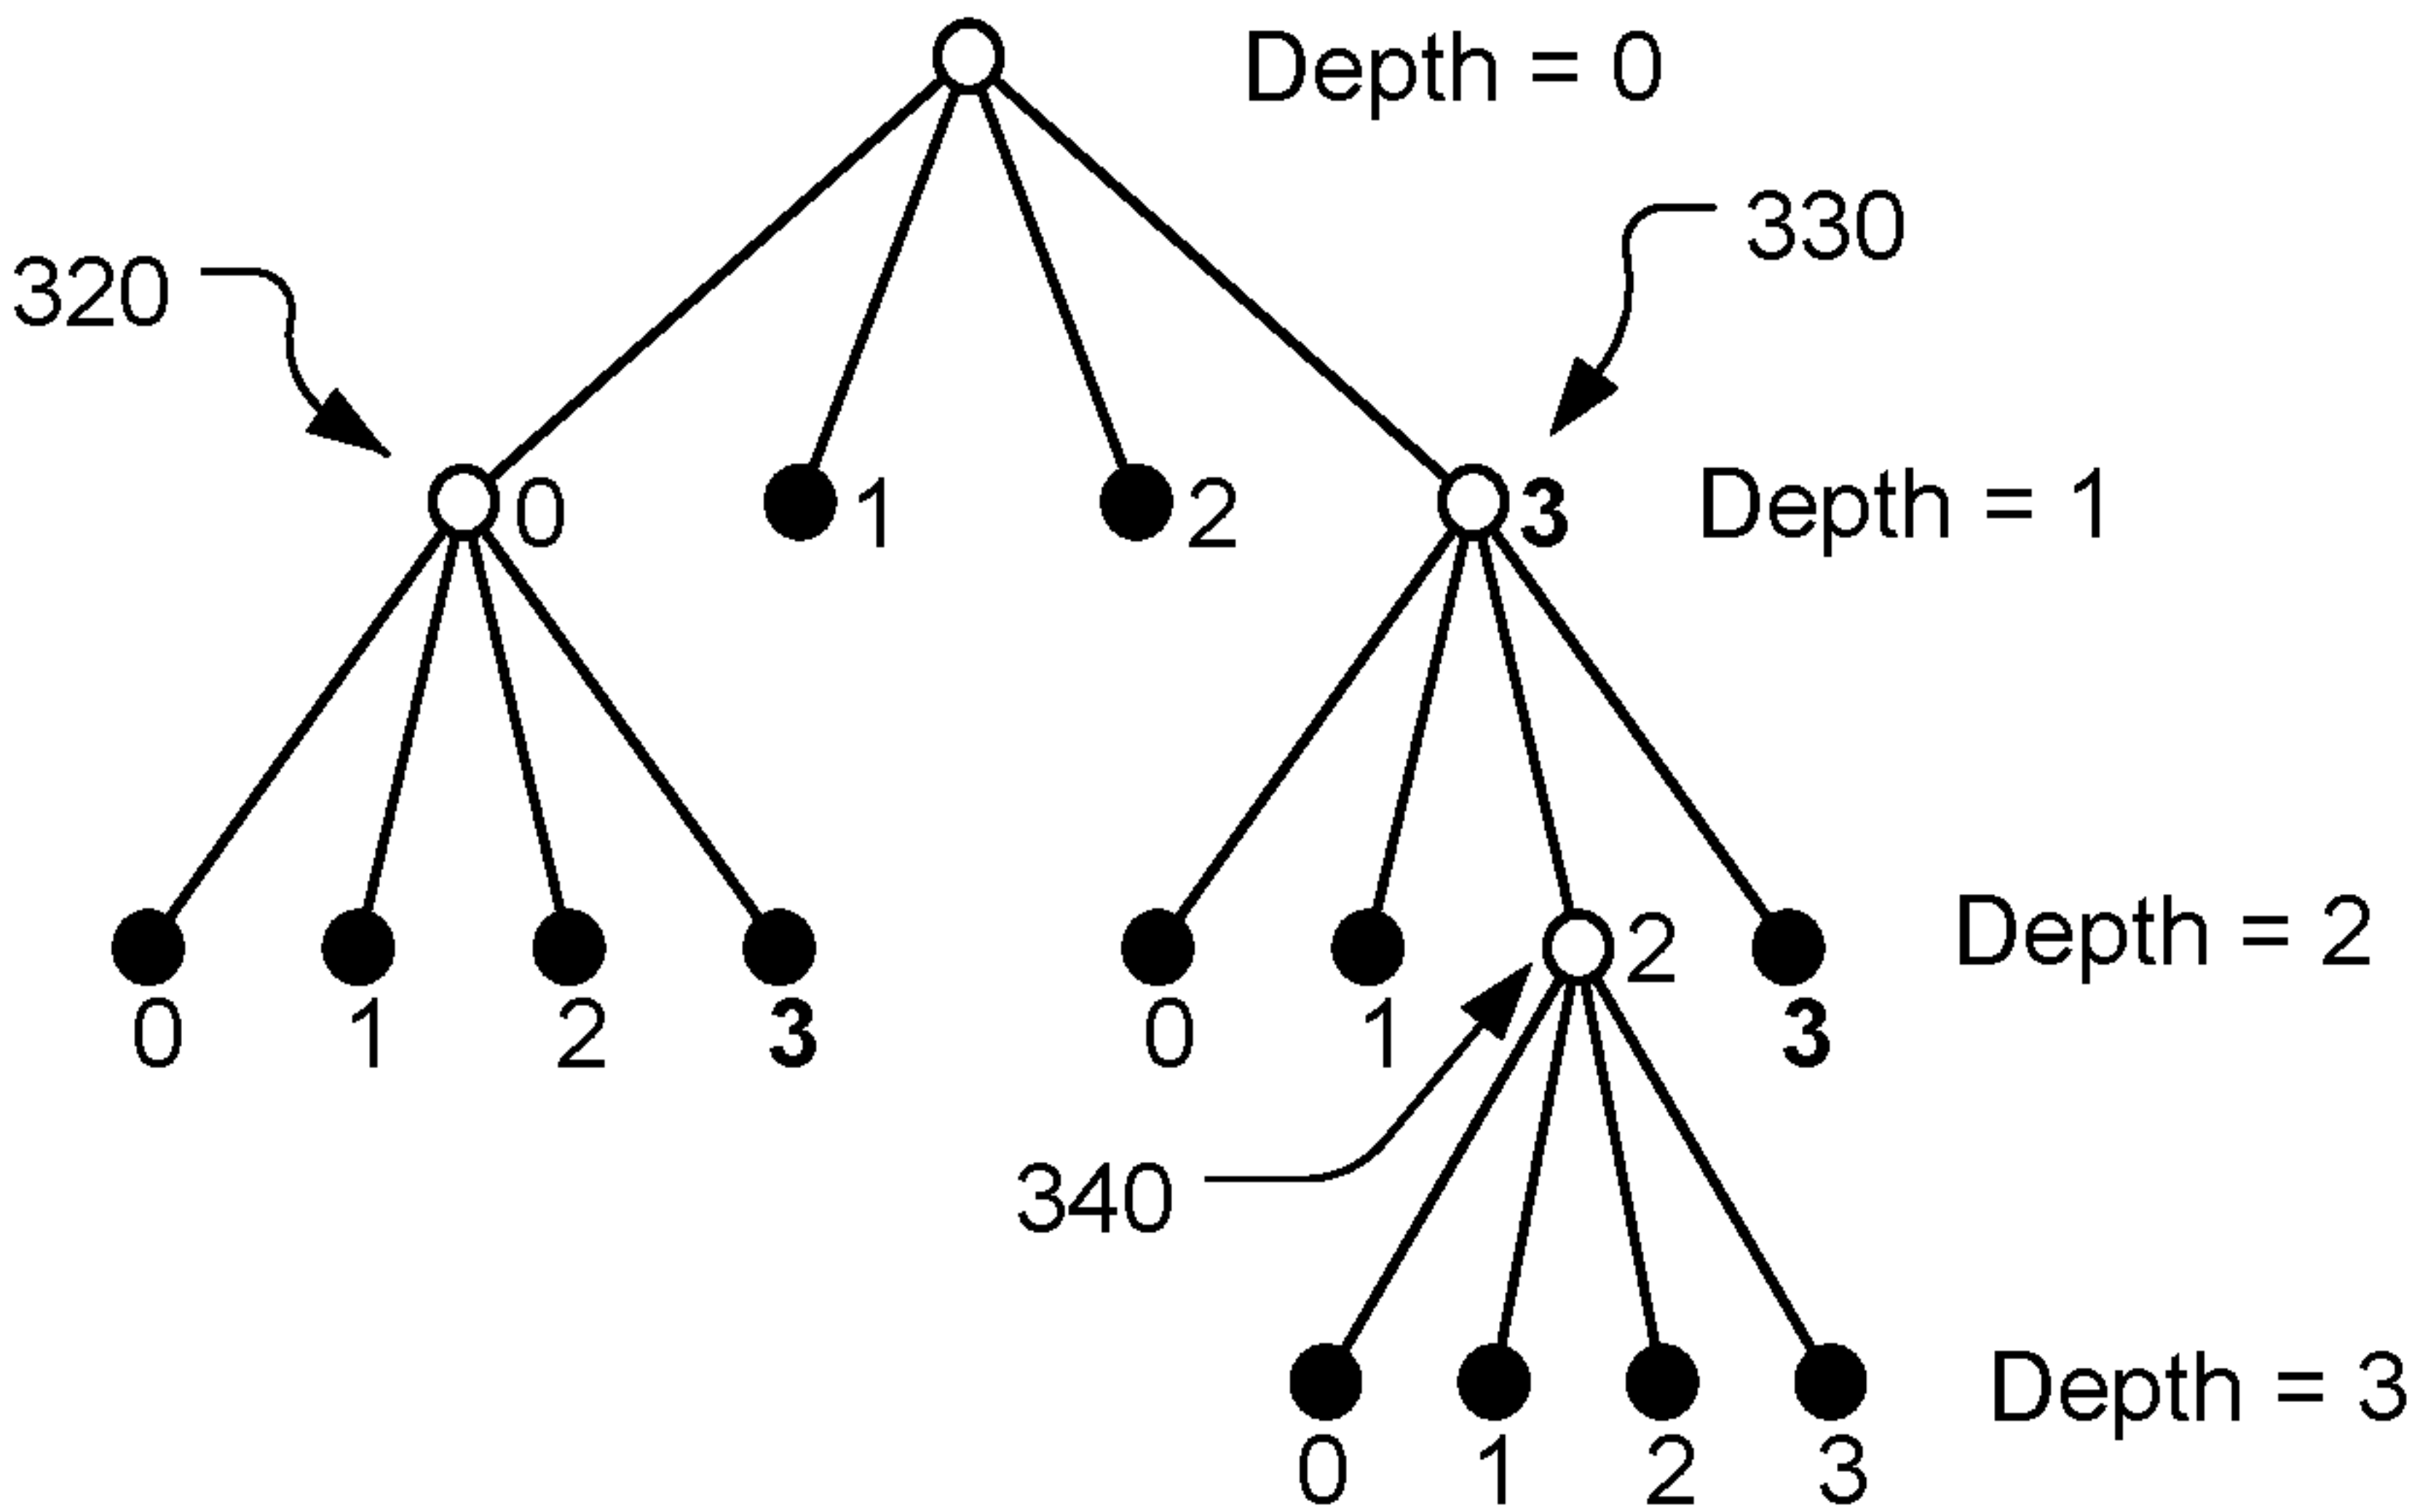 Depth = 0
330
320
0 1 2 3 Depth = 1
2 Depth = 2
0 1 2 3 0 1 3
340
Depth = 3
0 1 2 3